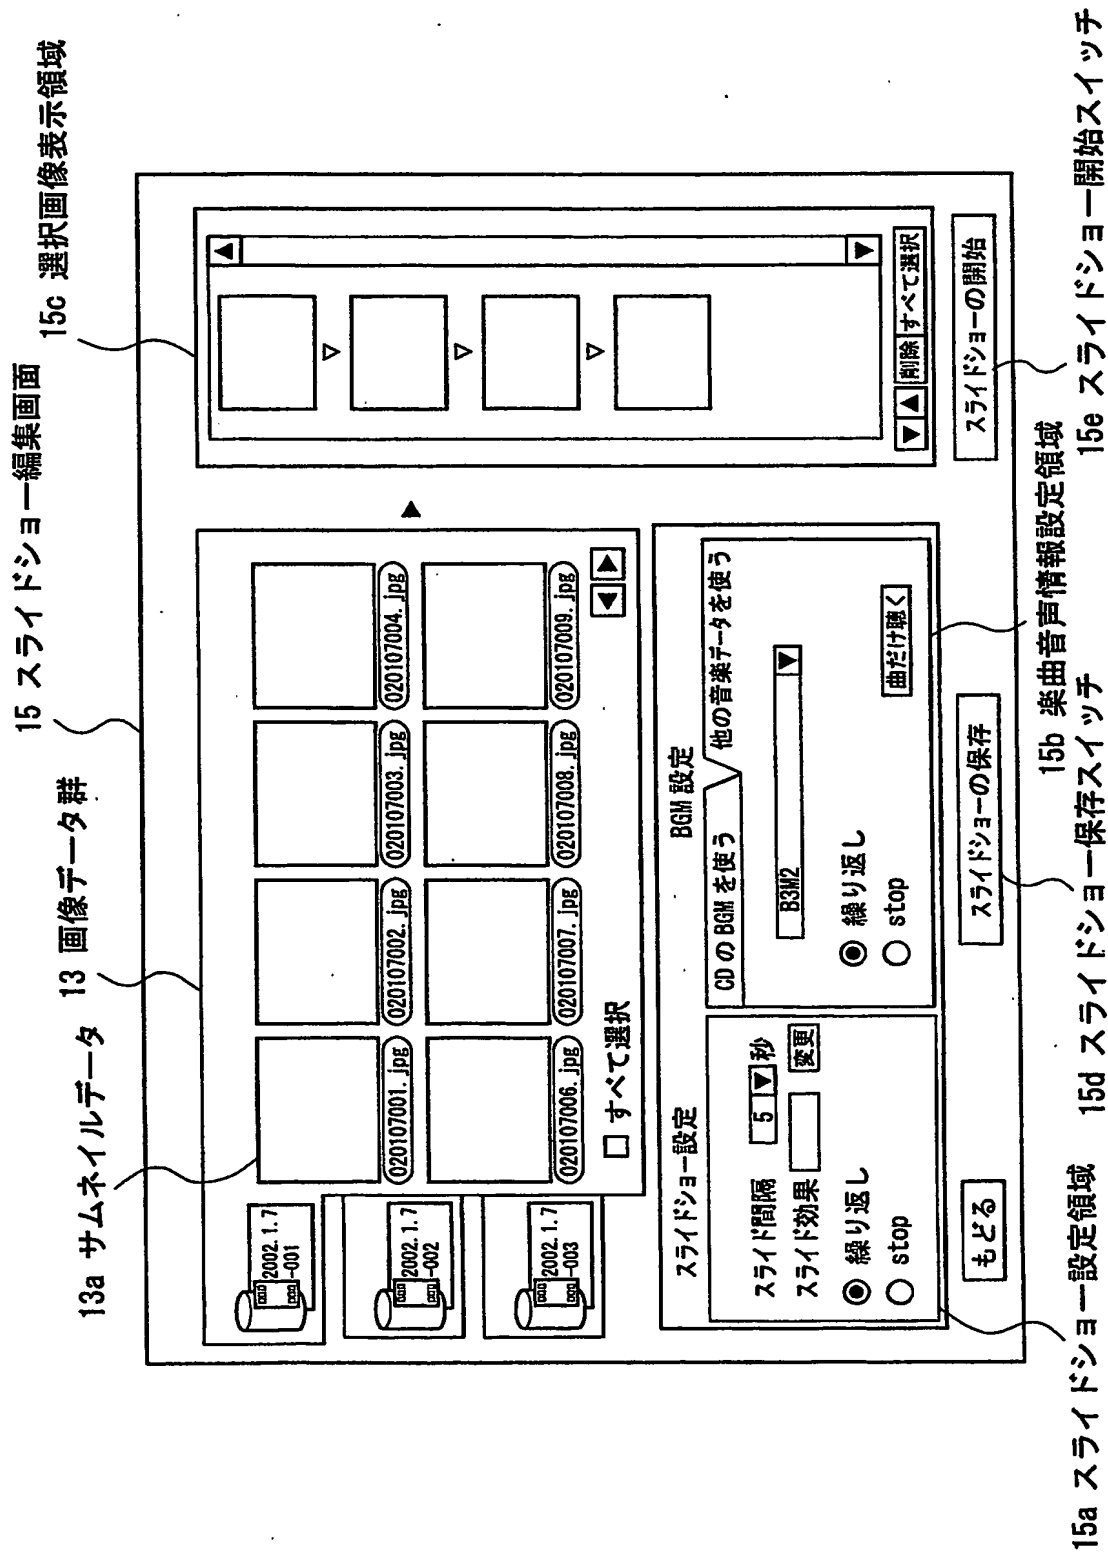 15 スライドショー編集画面
13 画像データ群
13a サムネイルデータ
15c 選択画像表示領域
2002.1.7
-001
2002.1.7
-002
2002.1.7
-003
020107001.jpg
020107002.jpg
020107003.jpg
020107004.jpg
020107006.jpg
020107007.jpg
020107008.jpg
020107009.jpg
□ すべて選択
◀ ▶
▲
▼
▼ ▲ 削除 すべて選択
スライドショー設定
スライド間隔 5 ▼ 秒
スライド効果 変更
◉ 繰り返し
○ stop
BGM 設定
CD の BGM を使う
他の音楽データを使う
B3M2 ▼
◉ 繰り返し
○ stop
曲だけ聴く
もどる
スライドショーの保存
スライドショーの開始
15a スライドショー設定領域
15d スライドショー保存スイッチ
15b 楽曲音声情報設定領域
15e スライドショー開始スイッチ